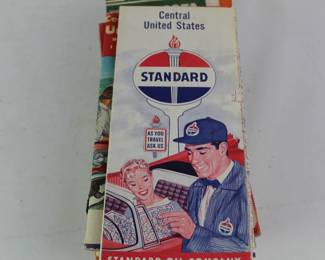 Central
United States
STANDARD
AS YOU
TRAVEL
ASK US
STANDARD OIL COMPANY